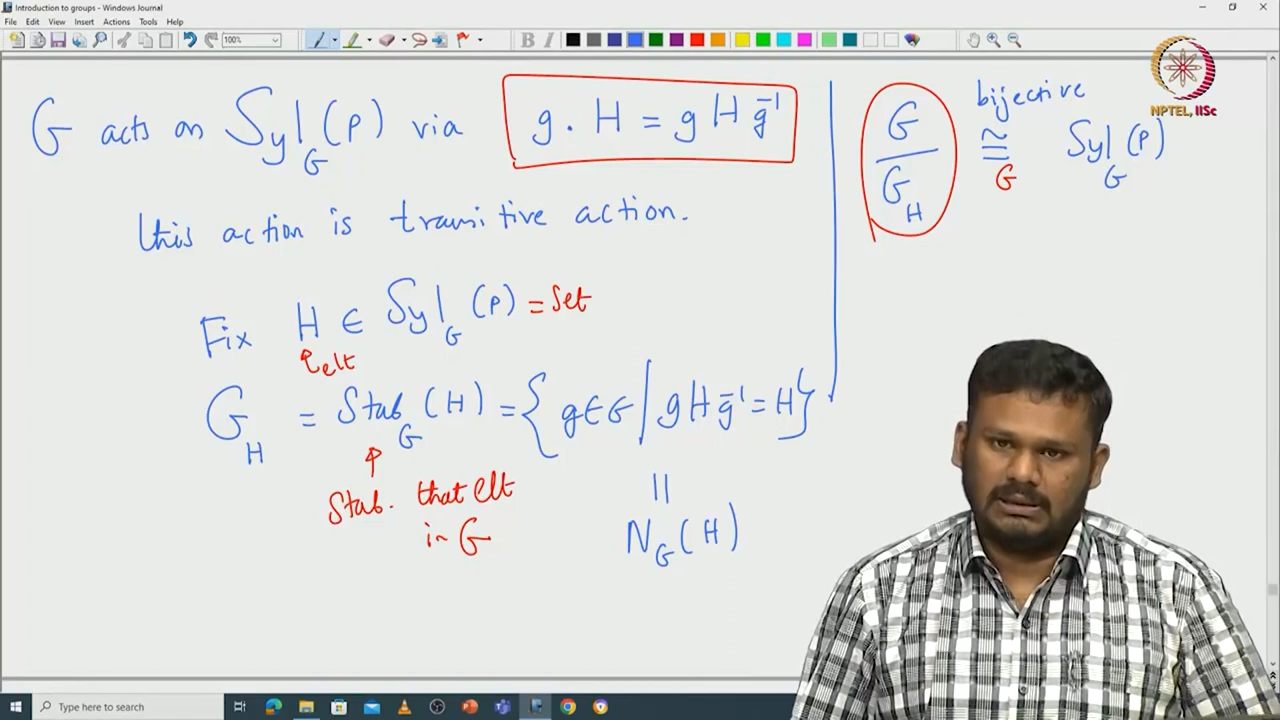 Introduction to groups - Windows Journal
File Edit View Insert Actions Tools Help
100%
B I
G acts on Syl_G(p) via g · H = g H g⁻¹
this action is transitive action.
Fix H ∈ Syl_G(p) = Set
elt
G_H = Stab_G(H) = { g ∈ G | g H g⁻¹ = H }
Stab. that elt
in G
||
N_G(H)
G / G_H ≅_G Syl_G(p)
bijective
NPTEL, IISc
Type here to search